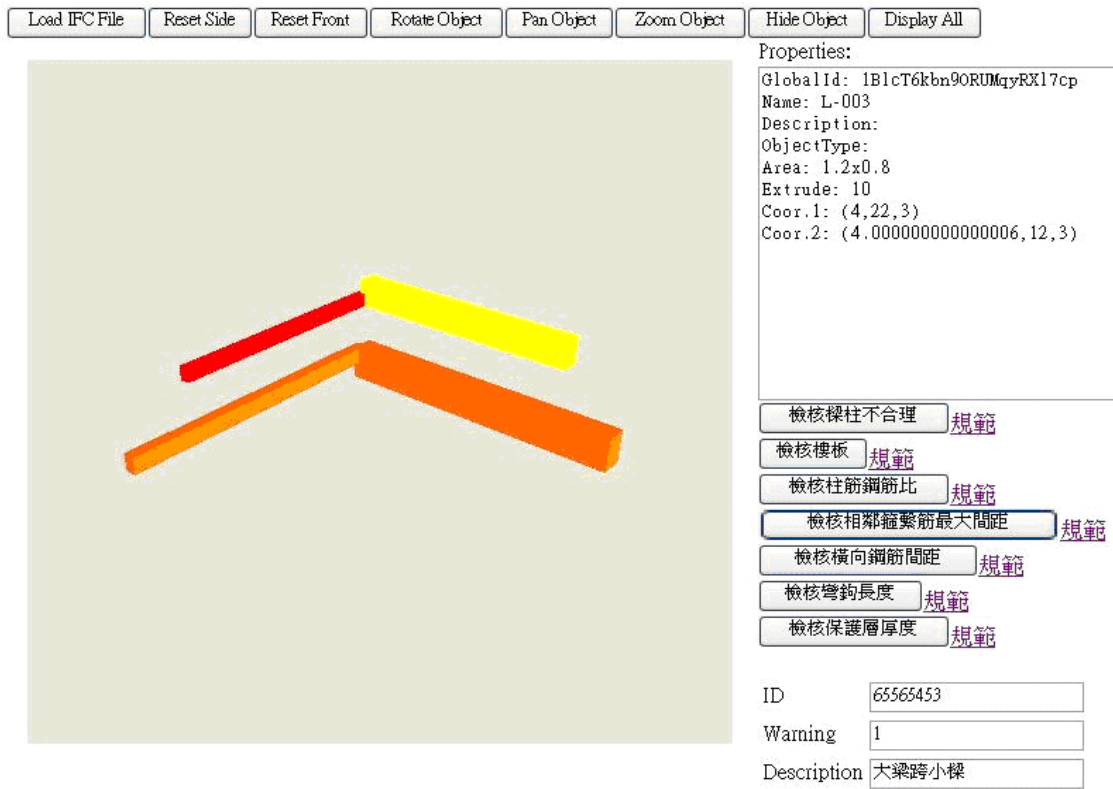 Load IFC File Reset Side Reset Front Rotate Object Pan Object Zoom Object Hide Object Display All
Properties:
GlobalId: 1BlcT6kbn9ORUMqyRXl7cp
Name: L-003
Description:
ObjectType:
Area: 1.2x0.8
Extrude: 10
Coor.1: (4,22,3)
Coor.2: (4.000000000000006,12,3)
檢核樑柱不合理 規範
檢核樓板 規範
檢核柱筋鋼筋比 規範
檢核相鄰箍繫筋最大間距 規範
檢核橫向鋼筋間距 規範
檢核彎鉤長度 規範
檢核保護層厚度 規範
ID 65565453
Warning 1
Description 大梁跨小樑